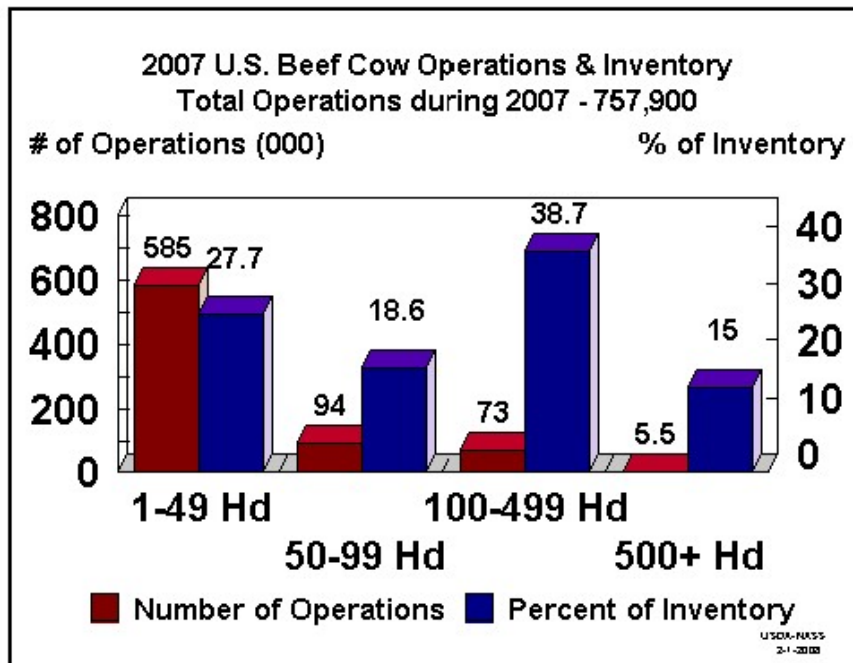 2007 U.S. Beef Cow Operations & Inventory
Total Operations during 2007 - 757,900
# of Operations (000)
% of Inventory
800
600
400
200
0
585
27.7
94
18.6
73
38.7
5.5
15
40
30
20
10
0
1-49 Hd
50-99 Hd
100-499 Hd
500+ Hd
Number of Operations
Percent of Inventory
USDA-NASS
2-1-2008